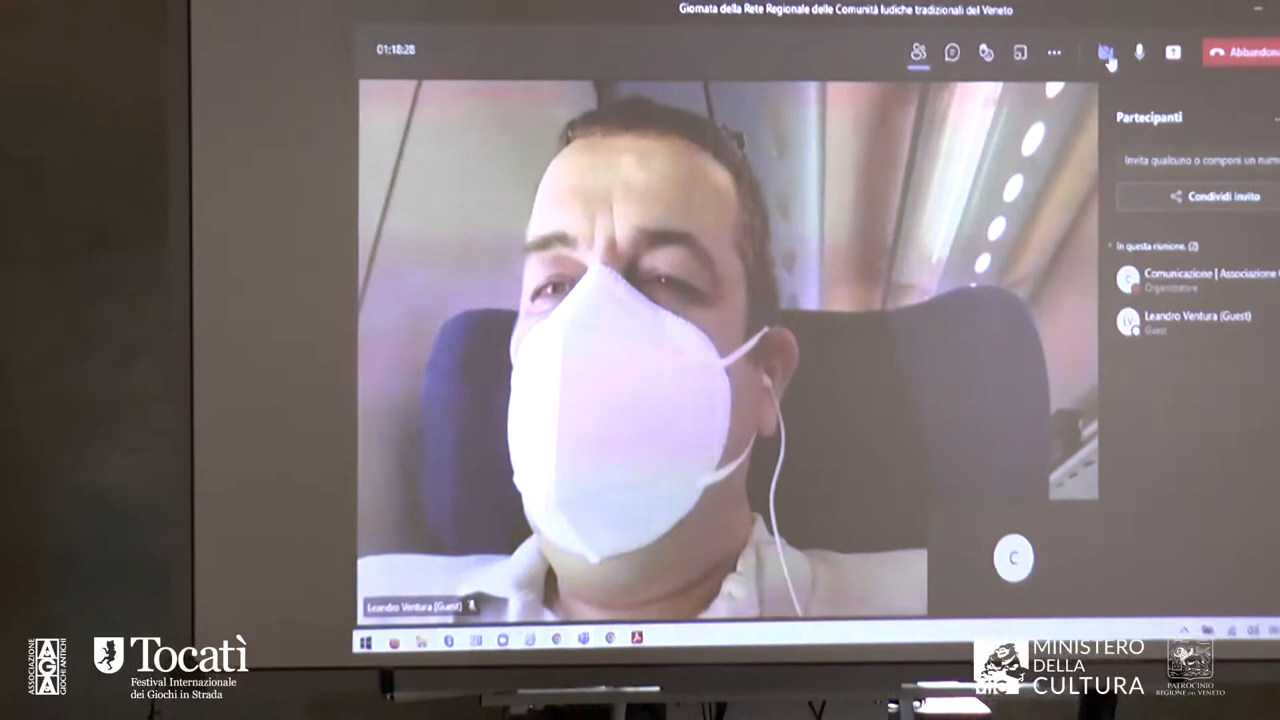 Giornata della Rete Regionale delle Comunità ludiche tradizionali del Veneto
01:18:28
Abbandona
Partecipanti
Invita qualcuno o componi un nume
Condividi invito
In questa riunione. (2)
C
Comunicazione | Associazione
Organizzatore
LV
Leandro Ventura (Guest)
Guest
C
Leandro Ventura (Guest)
ASSOCIAZIONE
AGA
GIOCHI ANTICHI
Tocatì
Festival Internazionale
dei Giochi in Strada
MINISTERO
DELLA
CULTURA
PATROCINIO
REGIONE DEL VENETO